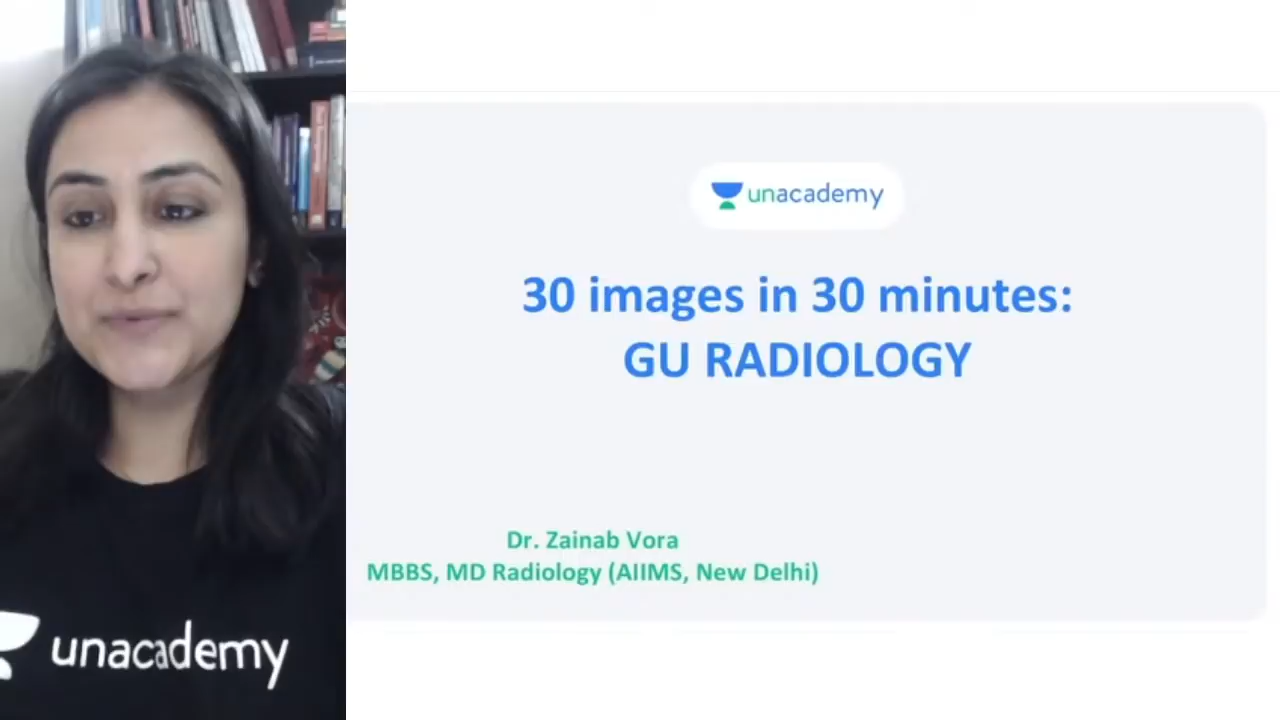 unacademy
30 images in 30 minutes:
GU RADIOLOGY
Dr. Zainab Vora
MBBS, MD Radiology (AIIMS, New Delhi)
unacademy